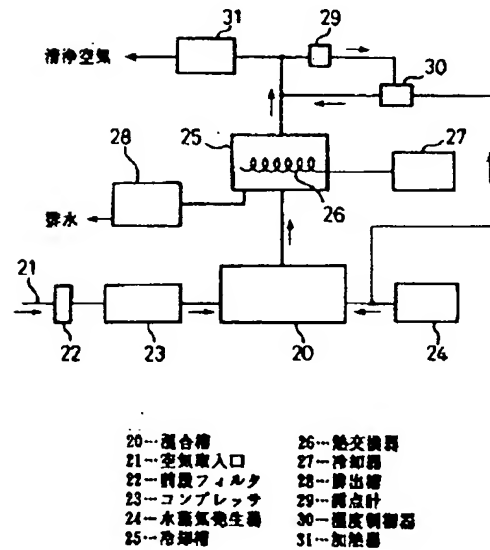 31
29
清浄空気
30
25
27
28
26
排水
21
22
23
20
24
20…混合槽
21…空気取入口
22…前段フィルタ
23…コンプレッサ
24…水蒸気発生器
25…冷却槽
26…熱交換器
27…冷却器
28…排出槽
29…露点計
30…湿度制御器
31…加熱器